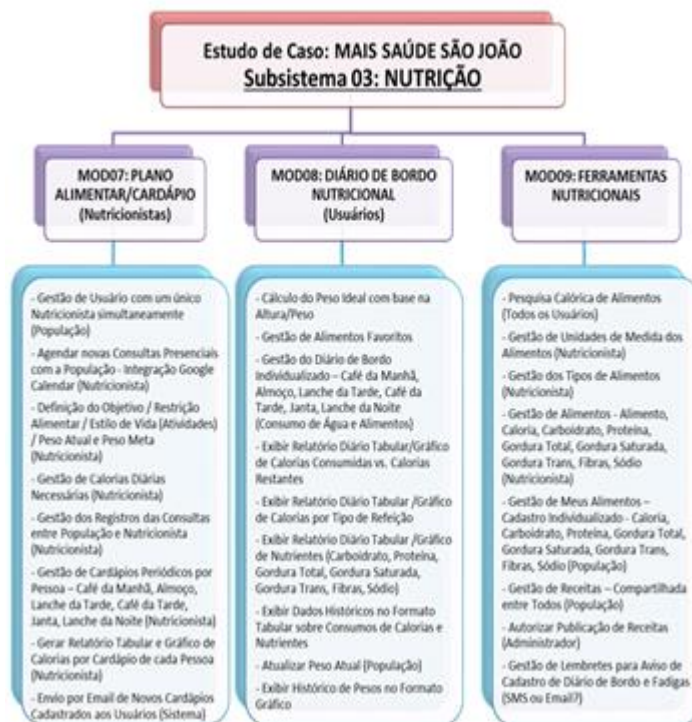 Estudo de Caso: MAIS SAÚDE SÃO JOÃO
Subsistema 03: NUTRIÇÃO
MOD07: PLANO
ALIMENTAR/CARDÁPIO
(Nutricionistas)
- Gestão de Usuário com um único
Nutricionista simultaneamente
(População)
- Agendar novas Consultas Presenciais
com a População - Integração Google
Calendar (Nutricionista)
- Definição do Objetivo / Restrição
Alimentar / Estilo de Vida (Atividades)
/ Peso Atual e Peso Meta
(Nutricionista)
- Gestão de Calorias Diárias
Necessárias (Nutricionista)
- Gestão dos Registros das Consultas
entre População e Nutricionista
(Nutricionista)
- Gestão de Cardápios Periódicos por
Pessoa – Café da Manhã, Almoço,
Lanche da Tarde, Café da Tarde,
Janta, Lanche da Noite (Nutricionista)
- Gerar Relatório Tabular e Gráfico de
Calorias por Cardápio de cada Pessoa
(Nutricionista)
- Envio por Email de Novos Cardápios
Cadastrados aos Usuários (Sistema)
MOD08: DIÁRIO DE BORDO
NUTRICIONAL
(Usuários)
- Cálculo do Peso Ideal com base na
Altura/Peso
- Gestão de Alimentos Favoritos
- Gestão do Diário de Bordo
Individualizado – Café da Manhã,
Almoço, Lanche da Tarde, Café da
Tarde, Janta, Lanche da Noite
(Consumo de Água e Alimentos)
- Exibir Relatório Diário Tabular/Gráfico
de Calorias Consumidas vs. Calorias
Restantes
- Exibir Relatório Diário Tabular /Gráfico
de Calorias por Tipo de Refeição
- Exibir Relatório Diário Tabular /Gráfico
de Nutrientes (Carboidrato, Proteína,
Gordura Total, Gordura Saturada,
Gordura Trans, Fibras, Sódio)
- Exibir Dados Históricos no Formato
Tabular sobre Consumos de Calorias e
Nutrientes
- Atualizar Peso Atual (População)
- Exibir Histórico de Pesos no Formato
Gráfico
MOD09: FERRAMENTAS
NUTRICIONAIS
- Pesquisa Calórica de Alimentos
(Todos os Usuários)
- Gestão de Unidades de Medida dos
Alimentos (Nutricionista)
- Gestão dos Tipos de Alimentos
(Nutricionista)
- Gestão de Alimentos - Alimento,
Caloria, Carboidrato, Proteína,
Gordura Total, Gordura Saturada,
Gordura Trans, Fibras, Sódio
(Nutricionista)
- Gestão de Meus Alimentos –
Cadastro Individualizado - Caloria,
Carboidrato, Proteína, Gordura Total,
Gordura Saturada, Gordura Trans,
Fibras, Sódio (População)
- Gestão de Receitas – Compartilhada
entre Todos (População)
- Autorizar Publicação de Receitas
(Administrador)
- Gestão de Lembretes para Aviso de
Cadastro de Diário de Bordo e Fadigas
(SMS ou Email?)